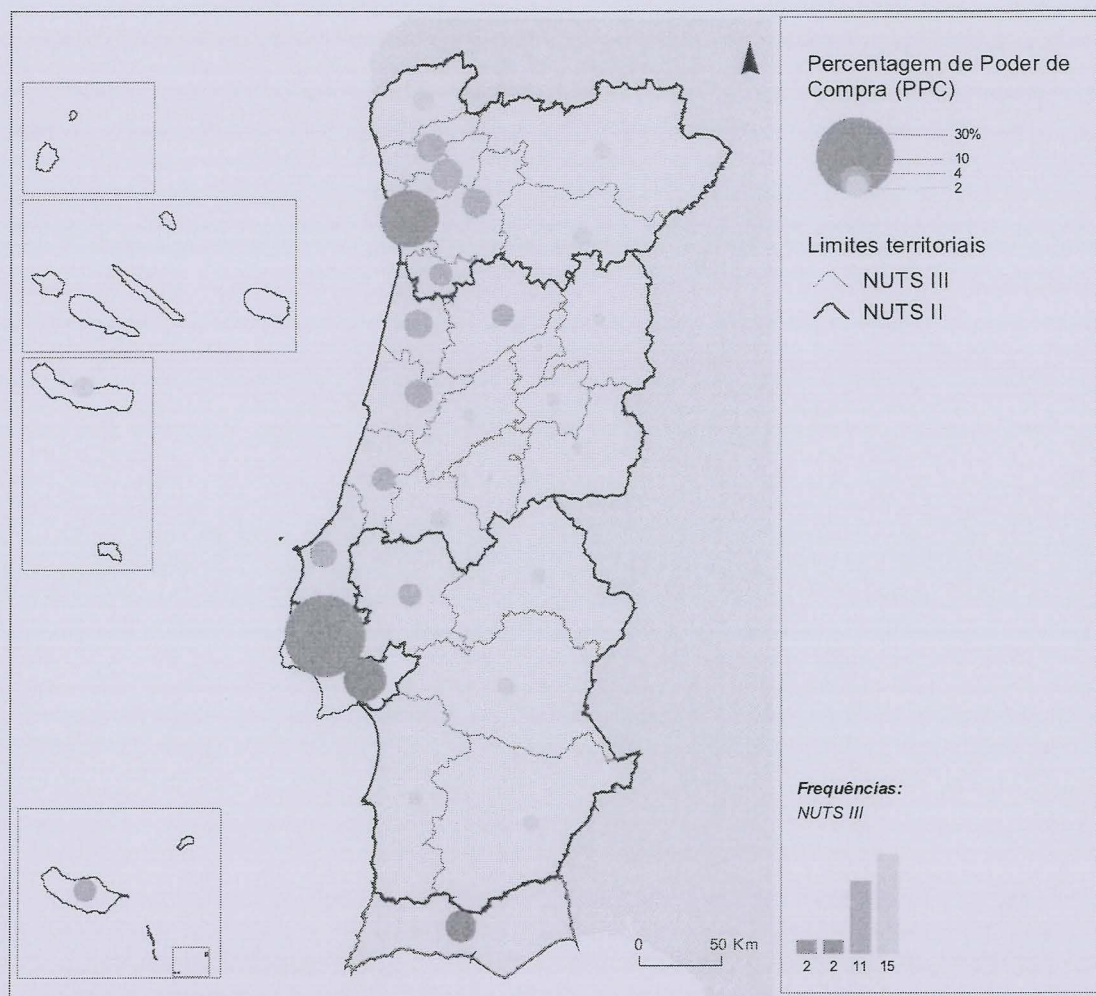 Percentagem de Poder de
Compra (PPC)
30%
10
4
2
Limites territoriais
NUTS III
NUTS II
Frequências:
NUTS III
2 2 11 15
0 50 Km